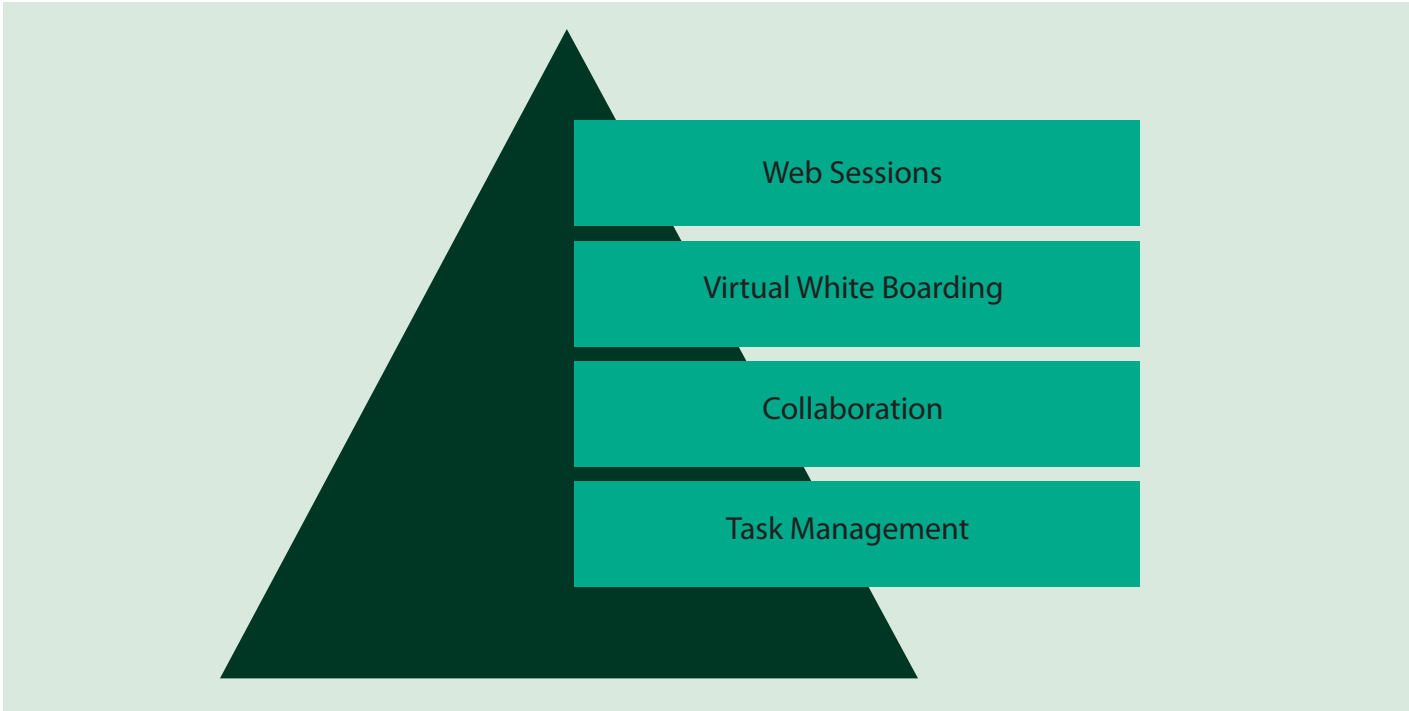 Web Sessions
Virtual White Boarding
Collaboration
Task Management